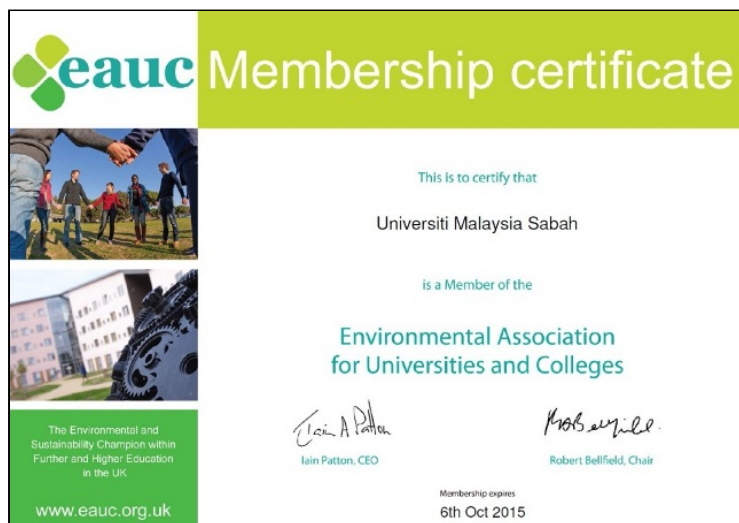 eauc
Membership certificate
This is to certify that
Universiti Malaysia Sabah
is a Member of the
Environmental Association
for Universities and Colleges
Iain A Patton
Iain Patton, CEO
Robert Bellfield, Chair
The Environmental and
Sustainability Champion within
Further and Higher Education
in the UK
www.eauc.org.uk
Membership expires
6th Oct 2015